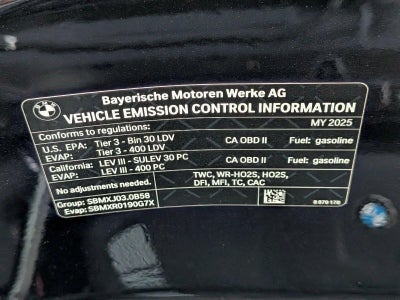 BMW
Bayerische Motoren Werke AG
VEHICLE EMISSION CONTROL INFORMATION
Conforms to regulations: MY 2025
U.S. EPA: Tier 3 - Bin 30 LDV CA OBD II Fuel: gasoline
EVAP: Tier 3 - 400 LDV
California: LEV III - SULEV 30 PC CA OBD II Fuel: gasoline
EVAP: LEV III - 400 PC
No adjustments needed. TWC, WR-HO2S, HO2S,
DFI, MFI, TC, CAC
Group: SBMXJ03.0B58
Evap: SBMXR0190G7X